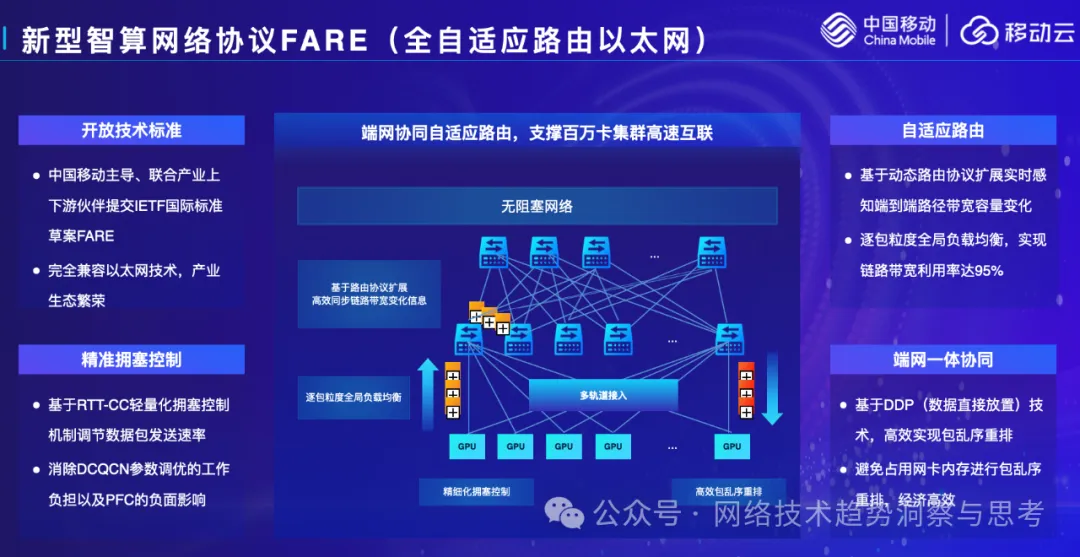 新型智算网络协议FARE（全自适应路由以太网）
中国移动
China Mobile
移动云
开放技术标准
中国移动主导、联合产业上
下游伙伴提交IETF国际标准
草案FARE
完全兼容以太网技术，产业
生态繁荣
精准拥塞控制
基于RTT-CC轻量化拥塞控制
机制调节数据包发送速率
消除DCQCN参数调优的工作
负担以及PFC的负面影响
端网协同自适应路由，支撑百万卡集群高速互联
无阻塞网络
...
基于路由协议扩展
高效同步链路带宽变化信息
...
逐包粒度全局负载均衡
多轨道接入
GPU
GPU
GPU
GPU
...
GPU
精细化拥塞控制
高效包乱序重排
自适应路由
基于动态路由协议扩展实时感
知端到端路径带宽容量变化
逐包粒度全局负载均衡，实现
链路带宽利用率达95%
端网一体协同
基于DDP（数据直接放置）技
术，高效实现包乱序重排
避免占用网卡内存进行包乱序
重排，经济高效
公众号·网络技术趋势洞察与思考